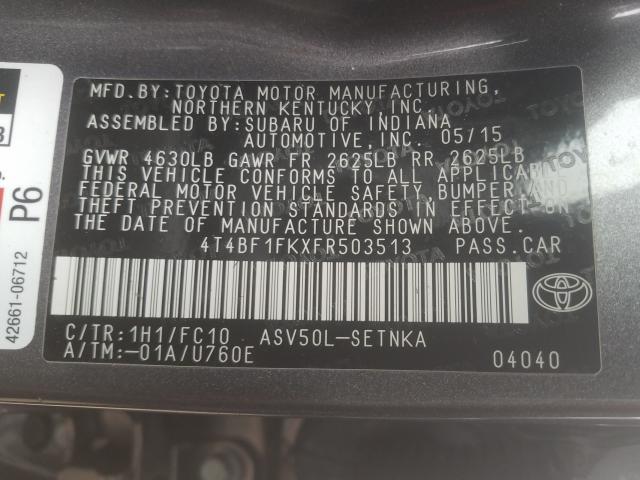 MFD.BY:TOYOTA MOTOR MANUFACTURING,
NORTHERN KENTUCKY,INC.
ASSEMBLED BY:SUBARU OF INDIANA
AUTOMOTIVE,INC. 05/15
GVWR 4630LB GAWR FR 2625LB RR 2625LB
THIS VEHICLE CONFORMS TO ALL APPLICABLE
FEDERAL MOTOR VEHICLE SAFETY, BUMPER,AND
THEFT PREVENTION STANDARDS IN EFFECT ON
THE DATE OF MANUFACTURE SHOWN ABOVE.
4T4BF1FKXFR503513 PASS.CAR
C/TR:1H1/FC10 ASV50L-SETNKA
A/TM:-01A/U760E
04040
P6
42661-06712